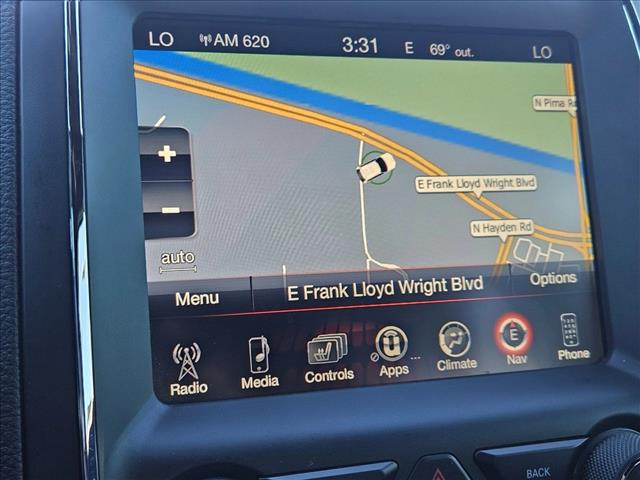 LO AM 620 3:31 E 69° out. LO
N Pima Rd
+
E Frank Lloyd Wright Blvd
−
N Hayden Rd
auto
Menu E Frank Lloyd Wright Blvd Options
Radio Media Controls Apps ... Climate E Nav Phone
BACK